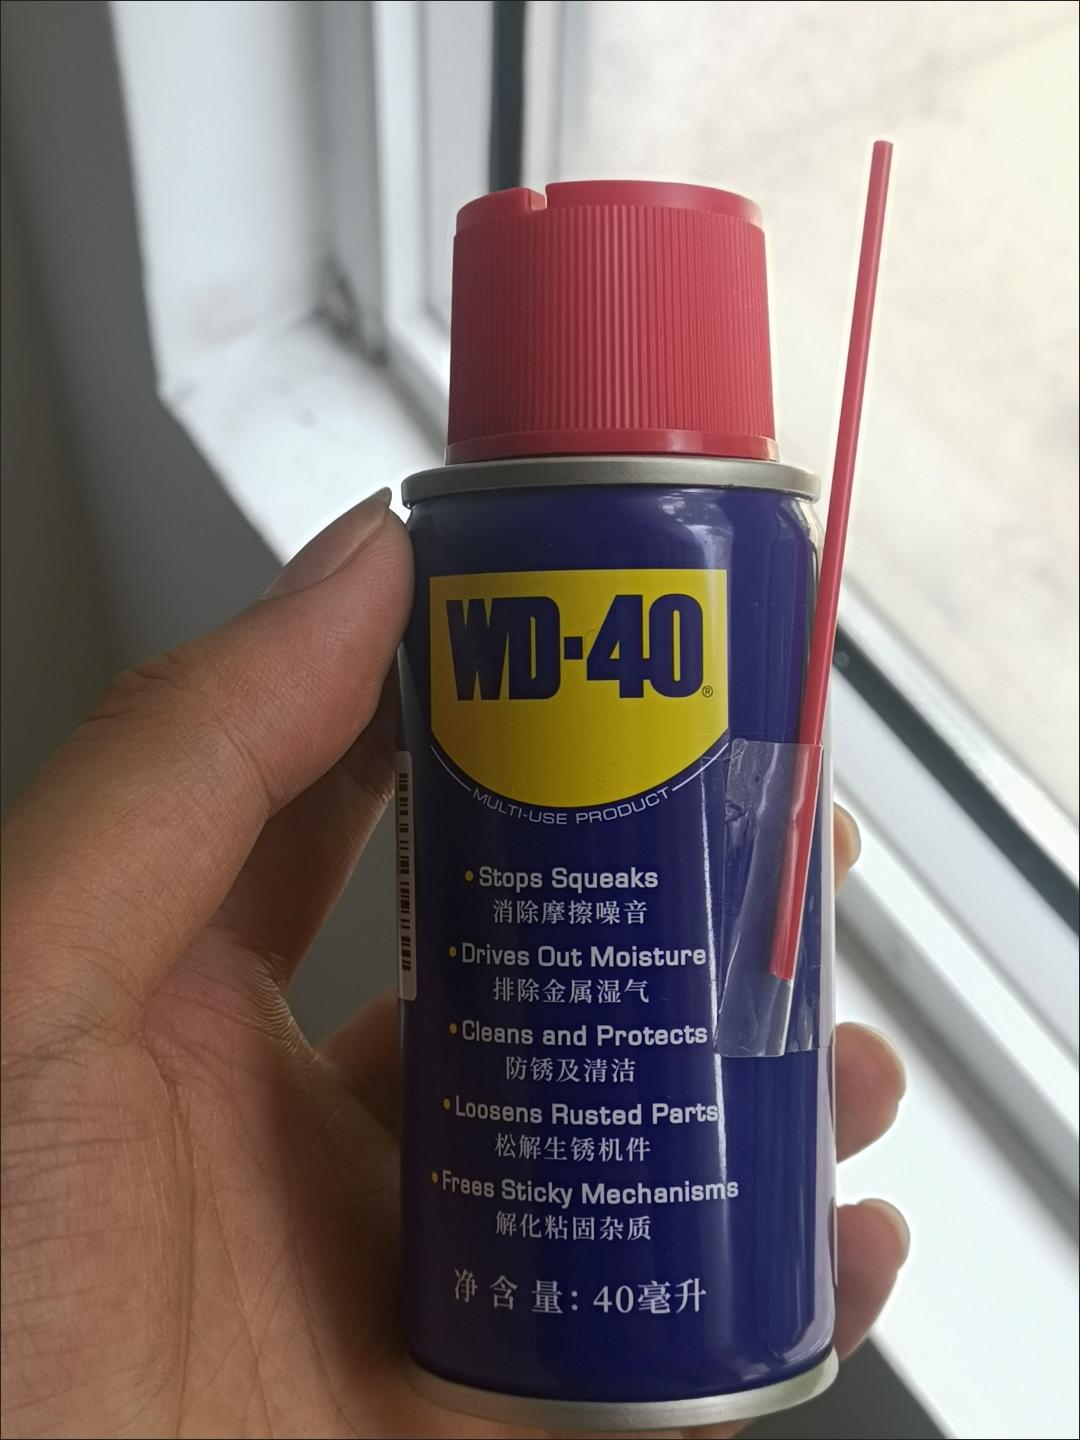 WD-40®
MULTI-USE PRODUCT
•Stops Squeaks
消除摩擦噪音
•Drives Out Moisture
排除金属湿气
•Cleans and Protects
防锈及清洁
•Loosens Rusted Parts
松解生锈机件
•Frees Sticky Mechanisms
解化粘固杂质
净含量：40毫升